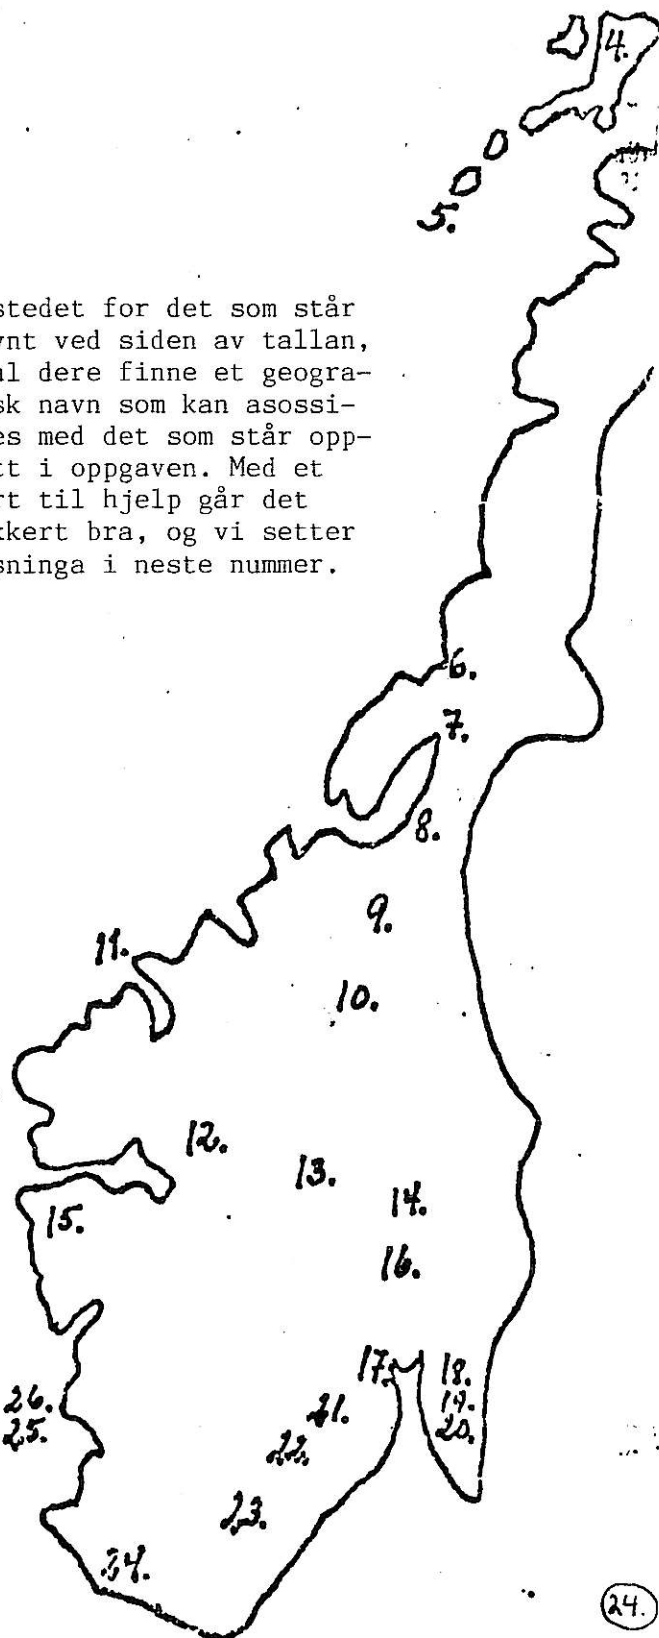 4.
5.
stedet for det som står
vnt ved siden av tallan,
al dere finne et geogra-
sk navn som kan asossi-
es med det som står opp-
tt i oppgaven. Med et
rt til hjelp går det
kkert bra, og vi setter
sninga i neste nummer.
6.
7.
8.
9.
11.
10.
12.
13.
14.
15.
16.
17.
18.
26.
19.
21.
25.
20.
22.
23.
24.
24.